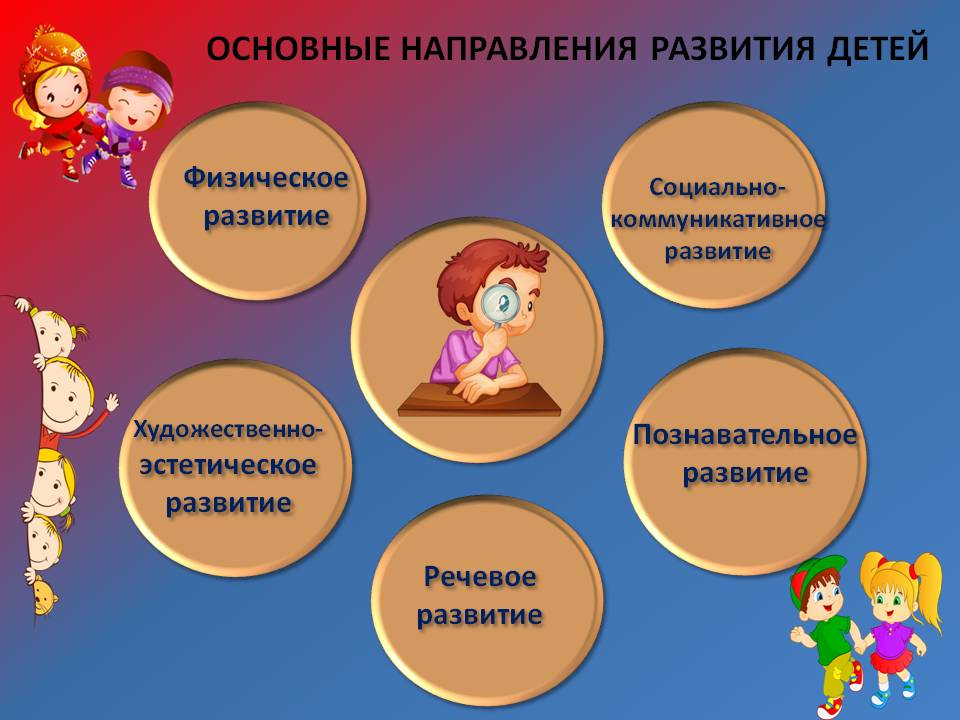 ОСНОВНЫЕ НАПРАВЛЕНИЯ РАЗВИТИЯ ДЕТЕЙ
Физическое
развитие
Социально-
коммуникативное
развитие
Художественно-
эстетическое
развитие
Познавательное
развитие
Речевое
развитие